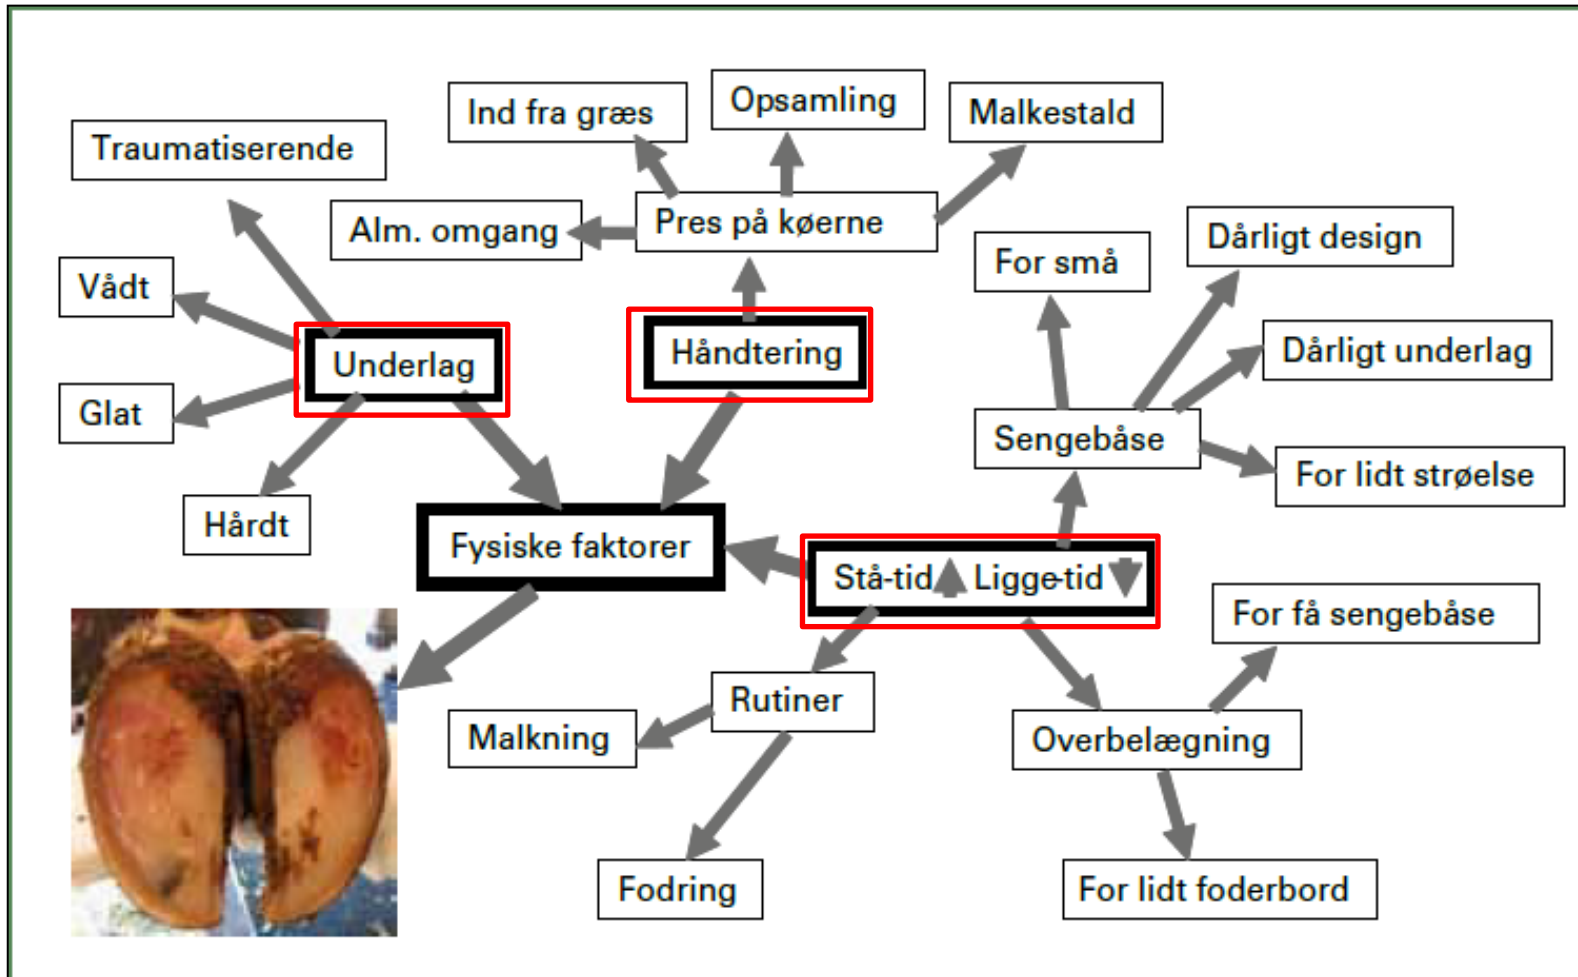 Ind fra græs
Opsamling
Malkestald
Traumatiserende
Alm. omgang
Pres på køerne
For små
Dårligt design
Vådt
Underlag
Håndtering
Dårligt underlag
Glat
Sengebåse
For lidt strøelse
Hårdt
Fysiske faktorer
Stå-tid Ligge-tid
For få sengebåse
Rutiner
Malkning
Overbelægning
Fodring
For lidt foderbord